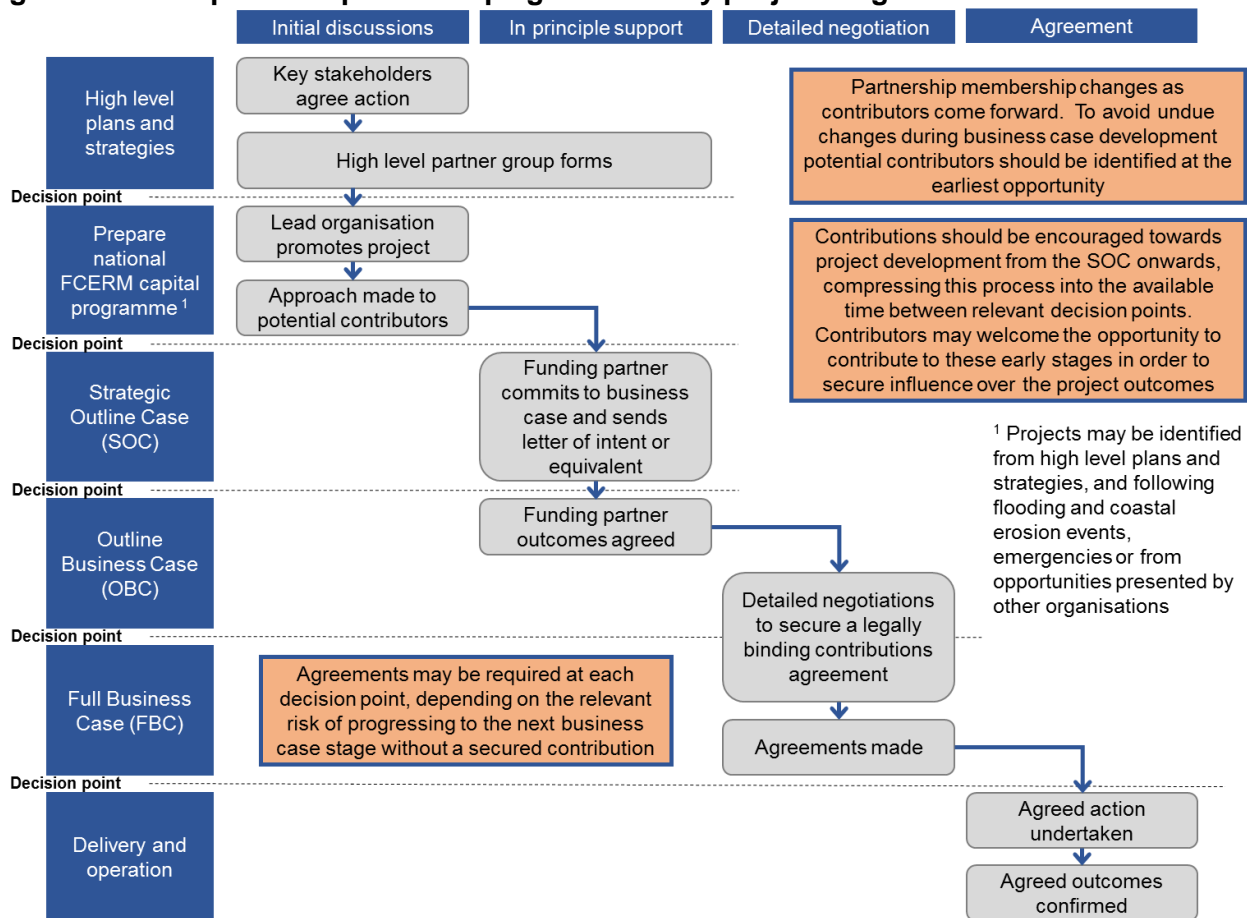 Initial discussions
In principle support
Detailed negotiation
Agreement
High level
plans and
strategies
Key stakeholders
agree action
High level partner group forms
Partnership membership changes as
contributors come forward. To avoid undue
changes during business case development
potential contributors should be identified at the
earliest opportunity
Decision point
Prepare
national
FCERM capital
programme 1
Lead organisation
promotes project
Approach made to
potential contributors
Contributions should be encouraged towards
project development from the SOC onwards,
compressing this process into the available
time between relevant decision points.
Contributors may welcome the opportunity to
contribute to these early stages in order to
secure influence over the project outcomes
Decision point
Strategic
Outline Case
(SOC)
Funding partner
commits to business
case and sends
letter of intent or
equivalent
1 Projects may be identified
from high level plans and
strategies, and following
flooding and coastal
erosion events,
emergencies or from
opportunities presented by
other organisations
Decision point
Outline
Business Case
(OBC)
Funding partner
outcomes agreed
Detailed negotiations
to secure a legally
binding contributions
agreement
Decision point
Full Business
Case (FBC)
Agreements may be required at each
decision point, depending on the relevant
risk of progressing to the next business
case stage without a secured contribution
Agreements made
Decision point
Delivery and
operation
Agreed action
undertaken
Agreed outcomes
confirmed